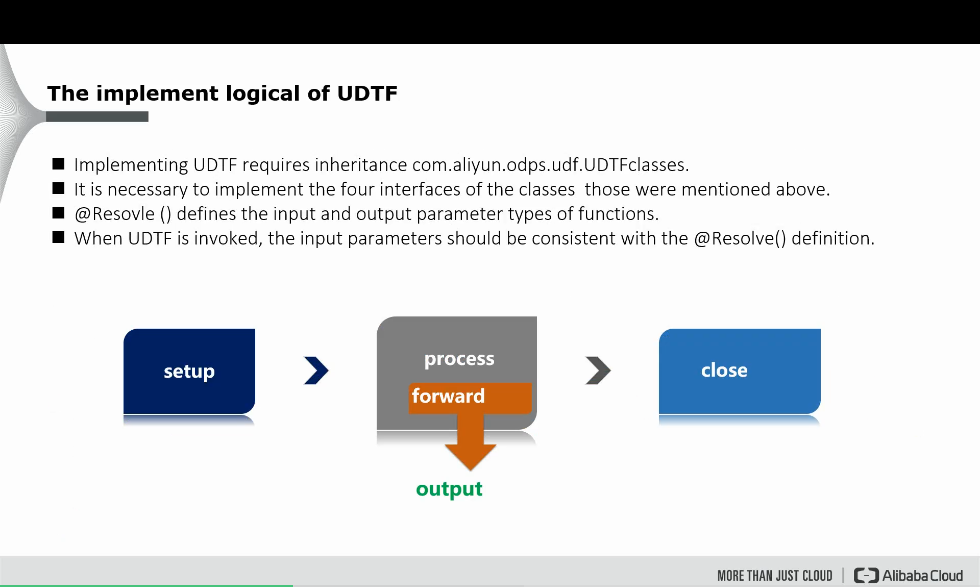 The implement logical of UDTF
Implementing UDTF requires inheritance com.aliyun.odps.udf.UDTFclasses.
It is necessary to implement the four interfaces of the classes those were mentioned above.
@Resovle () defines the input and output parameter types of functions.
When UDTF is invoked, the input parameters should be consistent with the @Resolve() definition.
setup
process
forward
close
output
MORE THAN JUST CLOUD | Alibaba Cloud